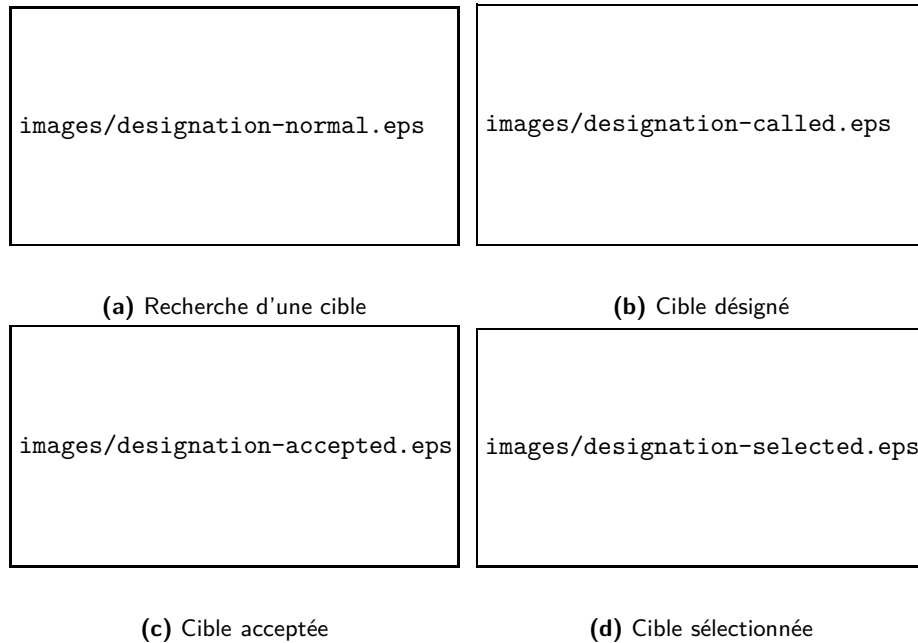 images/designation-normal.eps
images/designation-called.eps
(a) Recherche d'une cible
(b) Cible désigné
images/designation-accepted.eps
images/designation-selected.eps
(c) Cible acceptée
(d) Cible sélectionnée